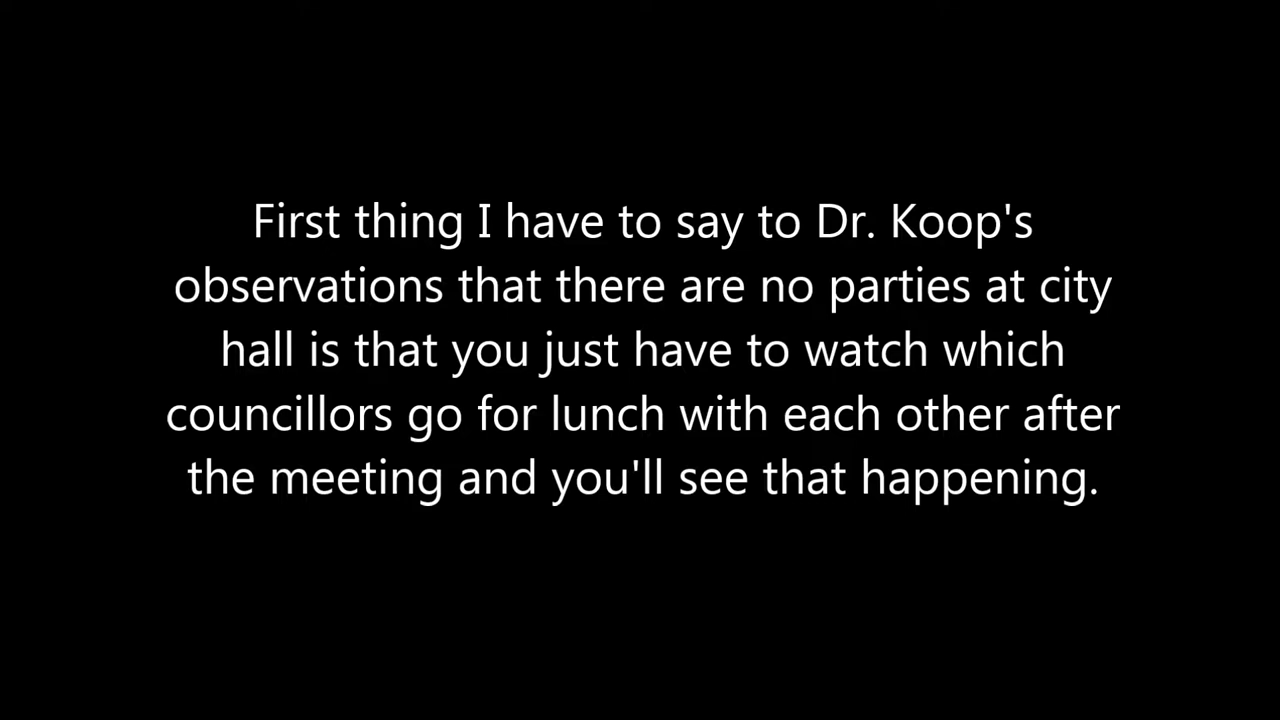 First thing I have to say to Dr. Koop's
observations that there are no parties at city
hall is that you just have to watch which
councillors go for lunch with each other after
the meeting and you'll see that happening.